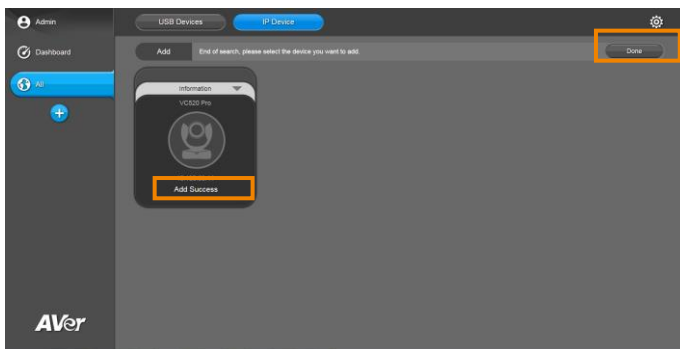 Admin
USB Devices
IP Device
Dashboard
Add
End of search, please select the device you want to add.
Done
All
Information
VC520 Pro
Add Success
AVer